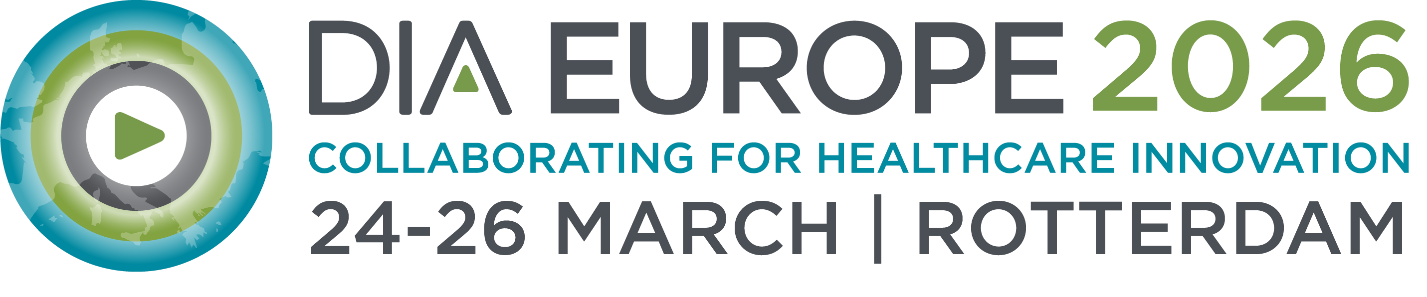 DIA EUROPE 2026
COLLABORATING FOR HEALTHCARE INNOVATION
24-26 MARCH | ROTTERDAM